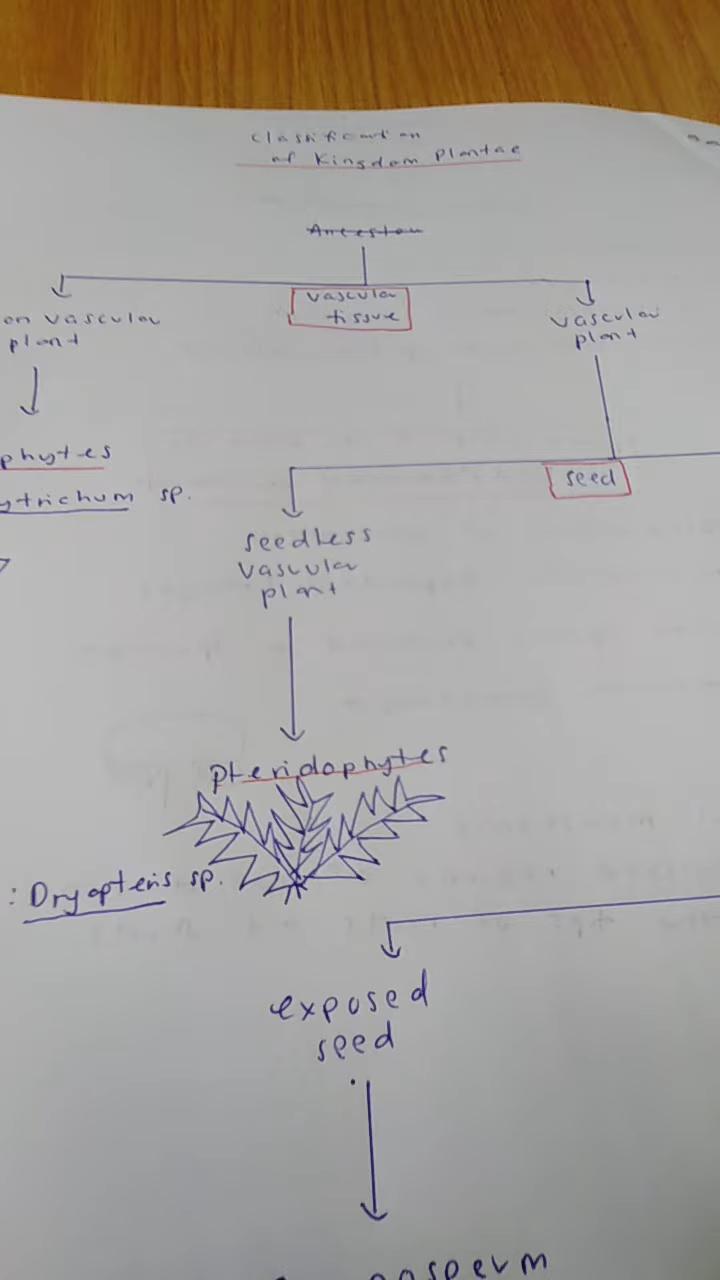 Classification
of Kingdom Plantae
Ancestor
vascular
tissue
on vascular
plant
vascular
plant
phytes
ytrichum sp.
seed
seedless
vascular
plant
pteridophytes
: Dryopteris sp.
exposed
seed
nosperm